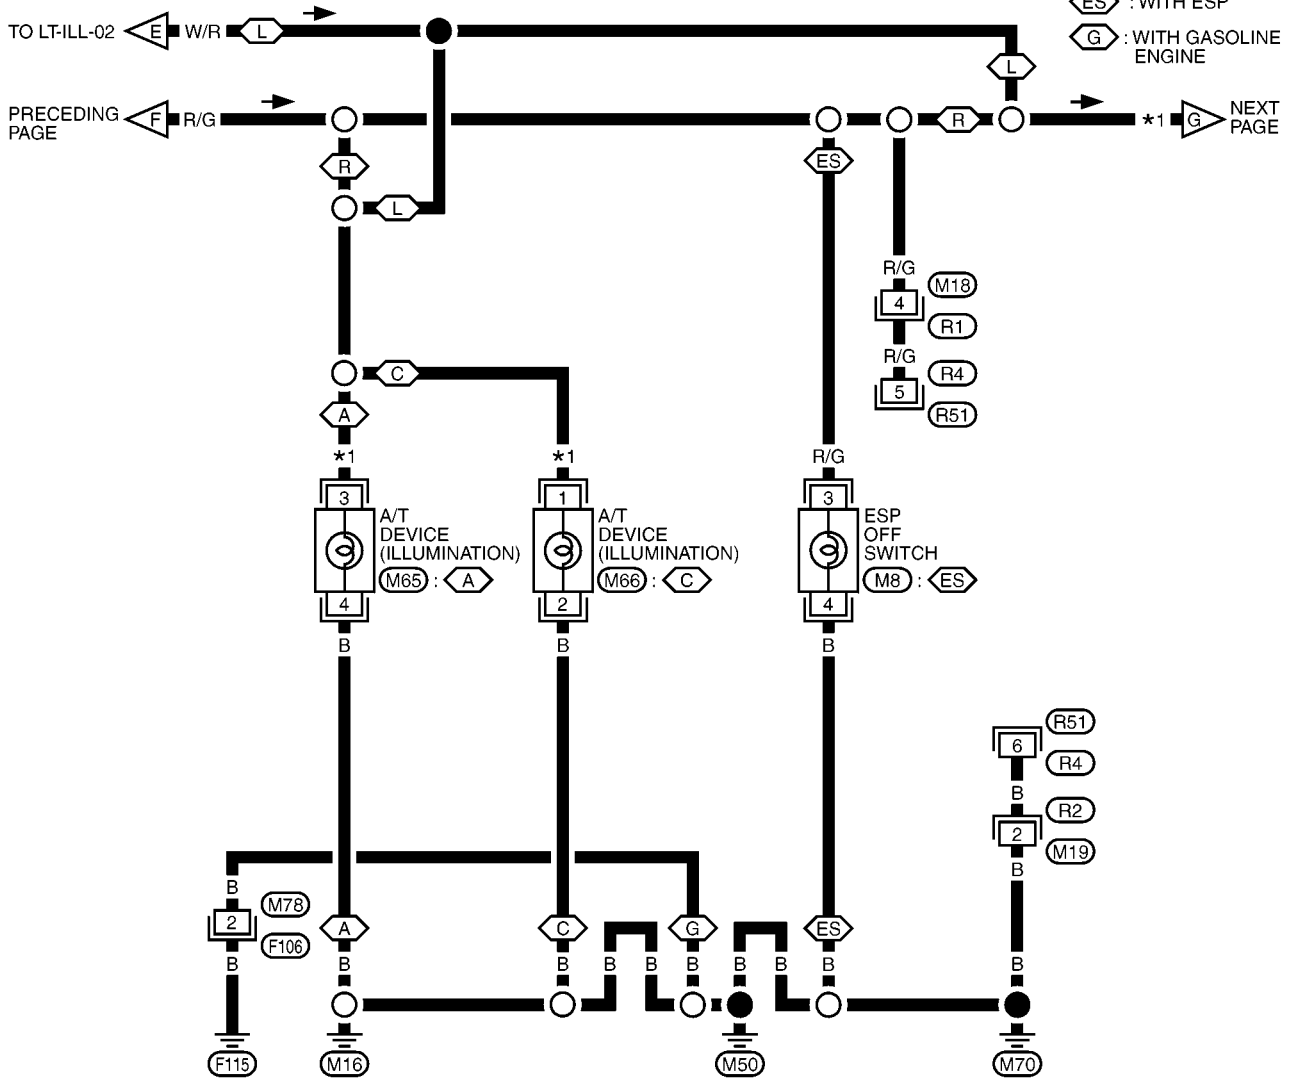 ES : WITH ESP
TO LT-ILL-02 E W/R L
G : WITH GASOLINE
ENGINE
L
PRECEDING
PAGE
F R/G
R *1 G
NEXT
PAGE
R
ES
L
R/G
M18
4
R1
R/G
R4
5
R51
C
A
*1
*1
R/G
3
1
3
A/T
DEVICE
(ILLUMINATION)
M65 : A
A/T
DEVICE
(ILLUMINATION)
M66 : C
ESP
OFF
SWITCH
M8 : ES
4
2
4
B
B
B
R51
6
R4
B
R2
2
M19
B
B
M78
2
F106
A
C
G
ES
B
B
B
B
B
B
B
B
B
B
F115
M16
M50
M70